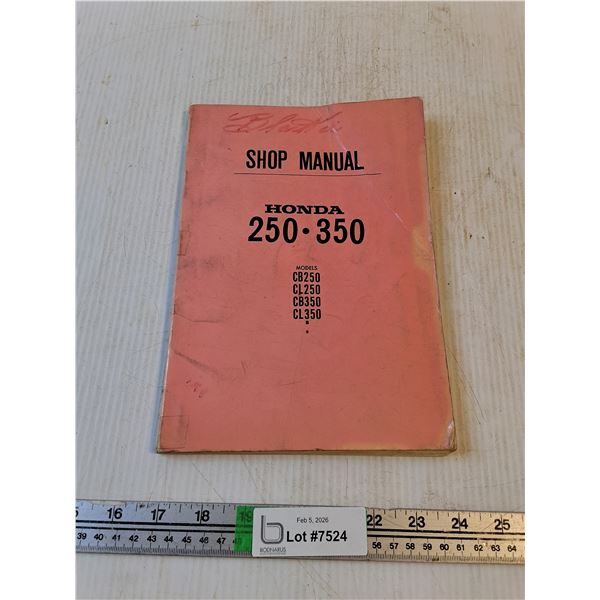 SHOP MANUAL
HONDA
250 • 350
MODELS
CB250
CL250
CB350
CL350
16 17 18 19 22 23 24 25
39 40 41 42 43 44 45 46 47 48 56 57 58 59 60 61 62 63 64
Feb 5, 2026
Lot #7524
b
BODNARUS